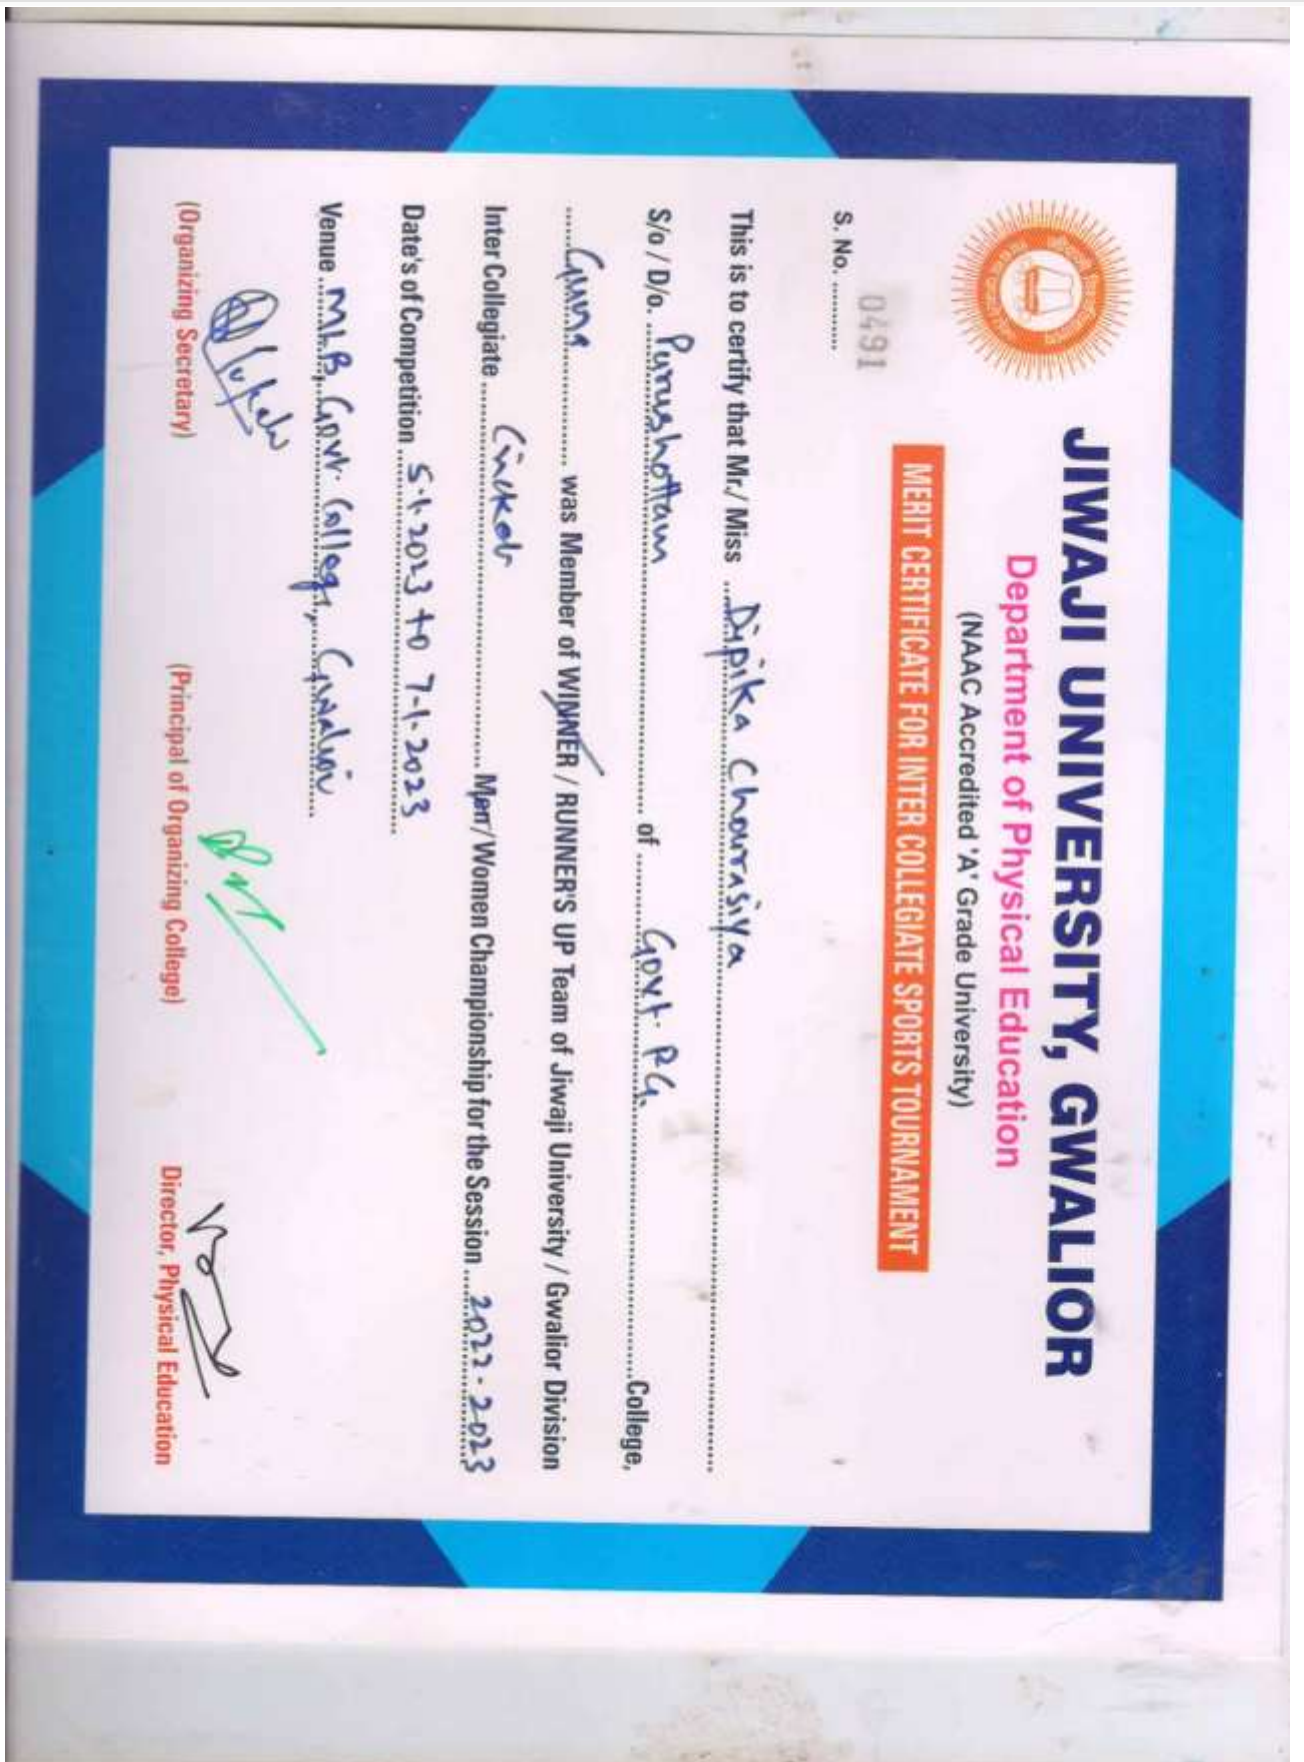 JIWAJI UNIVERSITY, GWALIOR
Department of Physical Education
(NAAC Accredited 'A' Grade University)
MERIT CERTIFICATE FOR INTER COLLEGIATE SPORTS TOURNAMENT
0491
S. No. ...........
This is to certify that Mr./ Miss ...Dipika Chourasiya...
S/o / D/o. ...Purushottam... of ...Govt. P.G. ...College,
...Guna... was Member of WINNER / RUNNER'S UP Team of Jiwaji University / Gwalior Division
Inter Collegiate ...Cricket... Men/Women Championship for the Session ...2022-2023
Date's of Competition ...5.1.2023 to 7-1-2023
Venue ...MLB, Govt. College, Gwalior
(Organizing Secretary) (Principal of Organizing College) Director, Physical Education